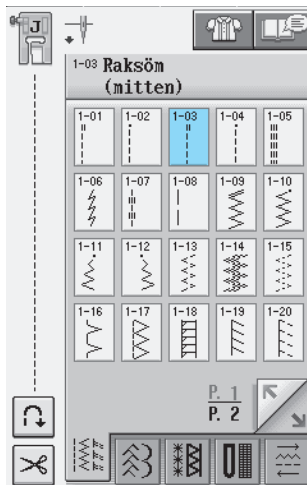 J
1-03 Raksöm
(mitten)
1-01 1-02 1-03 1-04 1-05
1-06 1-07 1-08 1-09 1-10
1-11 1-12 1-13 1-14 1-15
1-16 1-17 1-18 1-19 1-20
P. 1
P. 2